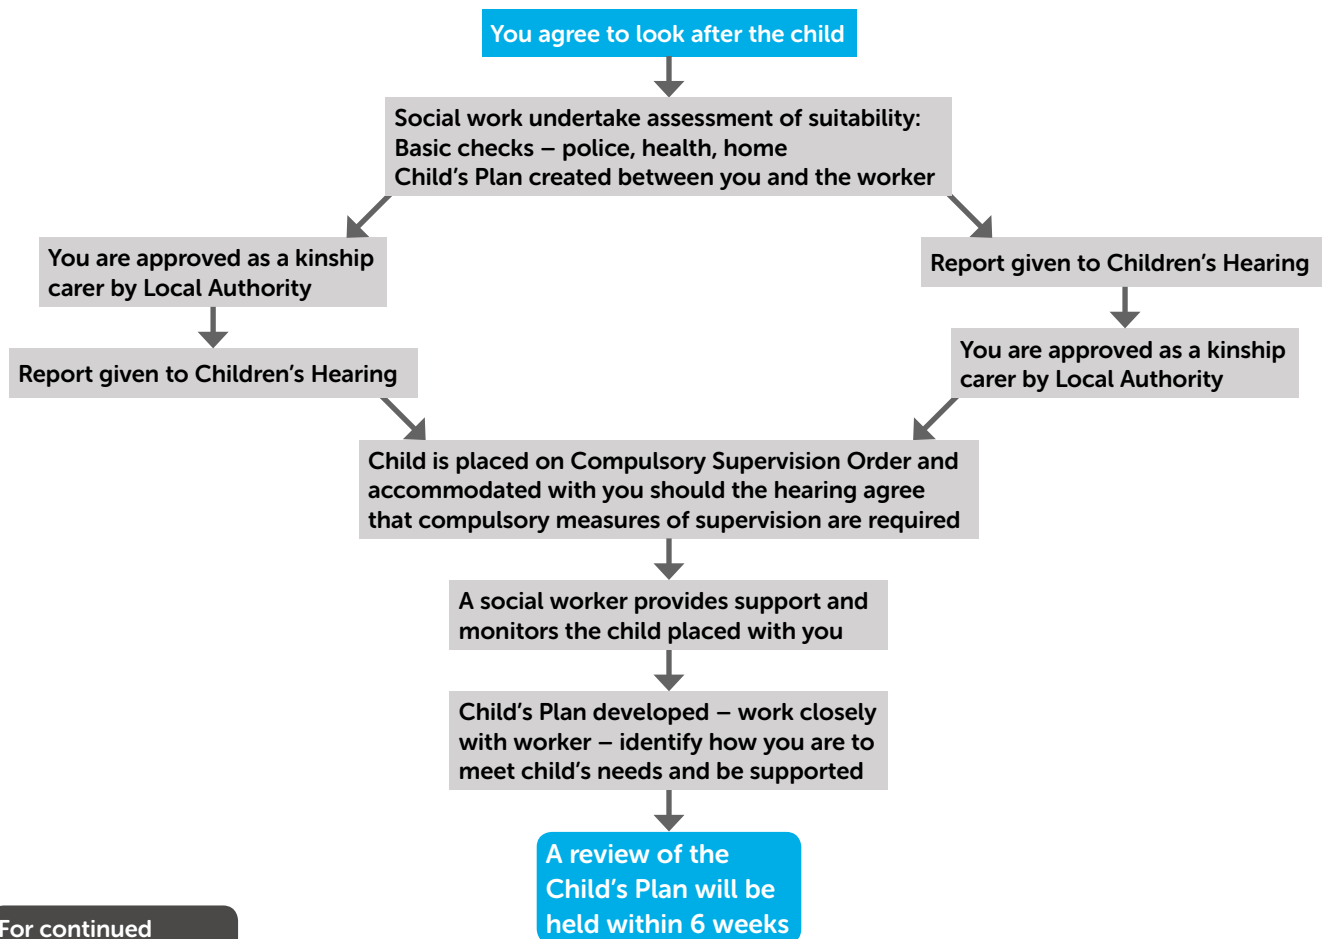 You agree to look after the child
Social work undertake assessment of suitability:
Basic checks – police, health, home
Child’s Plan created between you and the worker
You are approved as a kinship
carer by Local Authority
Report given to Children’s Hearing
Report given to Children’s Hearing
You are approved as a kinship
carer by Local Authority
Child is placed on Compulsory Supervision Order and
accommodated with you should the hearing agree
that compulsory measures of supervision are required
A social worker provides support and
monitors the child placed with you
Child’s Plan developed – work closely
with worker – identify how you are to
meet child’s needs and be supported
A review of the
Child’s Plan will be
held within 6 weeks
For continued